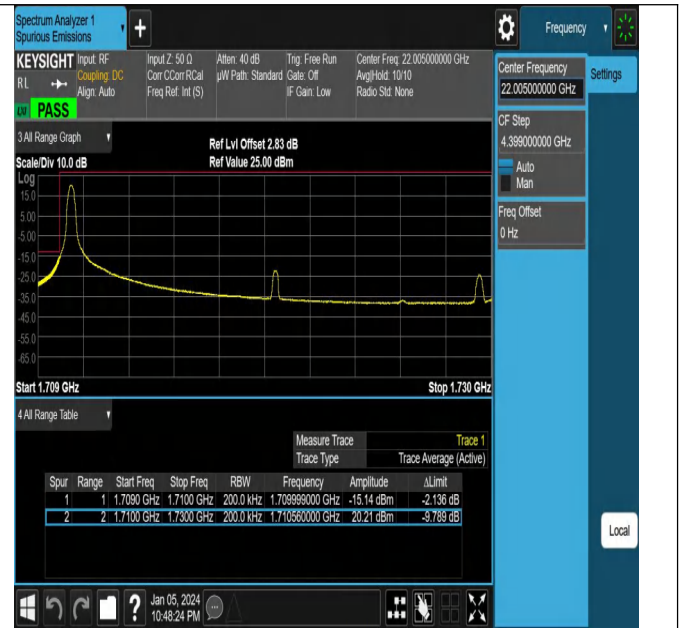 Spectrum Analyzer 1
Spurious Emissions
Frequency
KEYSIGHT
RL
PASS
Input: RF
Coupling: DC
Align: Auto
Input Z: 50 Ω
Corr CCorr RCal
Freq Ref: Int (S)
Atten: 40 dB
µW Path: Standard
Trig: Free Run
Gate: Off
IF Gain: Low
Center Freq: 22.005000000 GHz
Avg|Hold: 10/10
Radio Std: None
Center Frequency
22.005000000 GHz
Settings
CF Step
4.399000000 GHz
Auto
Man
Freq Offset
0 Hz
3 All Range Graph
Scale/Div 10.0 dB
Ref Lvl Offset 2.83 dB
Ref Value 25.00 dBm
Log
15.0
5.00
-5.00
-15.0
-25.0
-35.0
-45.0
-55.0
-65.0
Start 1.709 GHz
Stop 1.730 GHz
4 All Range Table
Measure Trace Trace 1
Trace Type Trace Average (Active)
Spur Range Start Freq Stop Freq RBW Frequency Amplitude ΔLimit
1 1 1.7090 GHz 1.7100 GHz 200.0 kHz 1.709999000 GHz -15.14 dBm -2.136 dB
2 2 1.7100 GHz 1.7300 GHz 200.0 kHz 1.710560000 GHz 20.21 dBm -9.789 dB
Local
?
Jan 05, 2024
10:48:24 PM